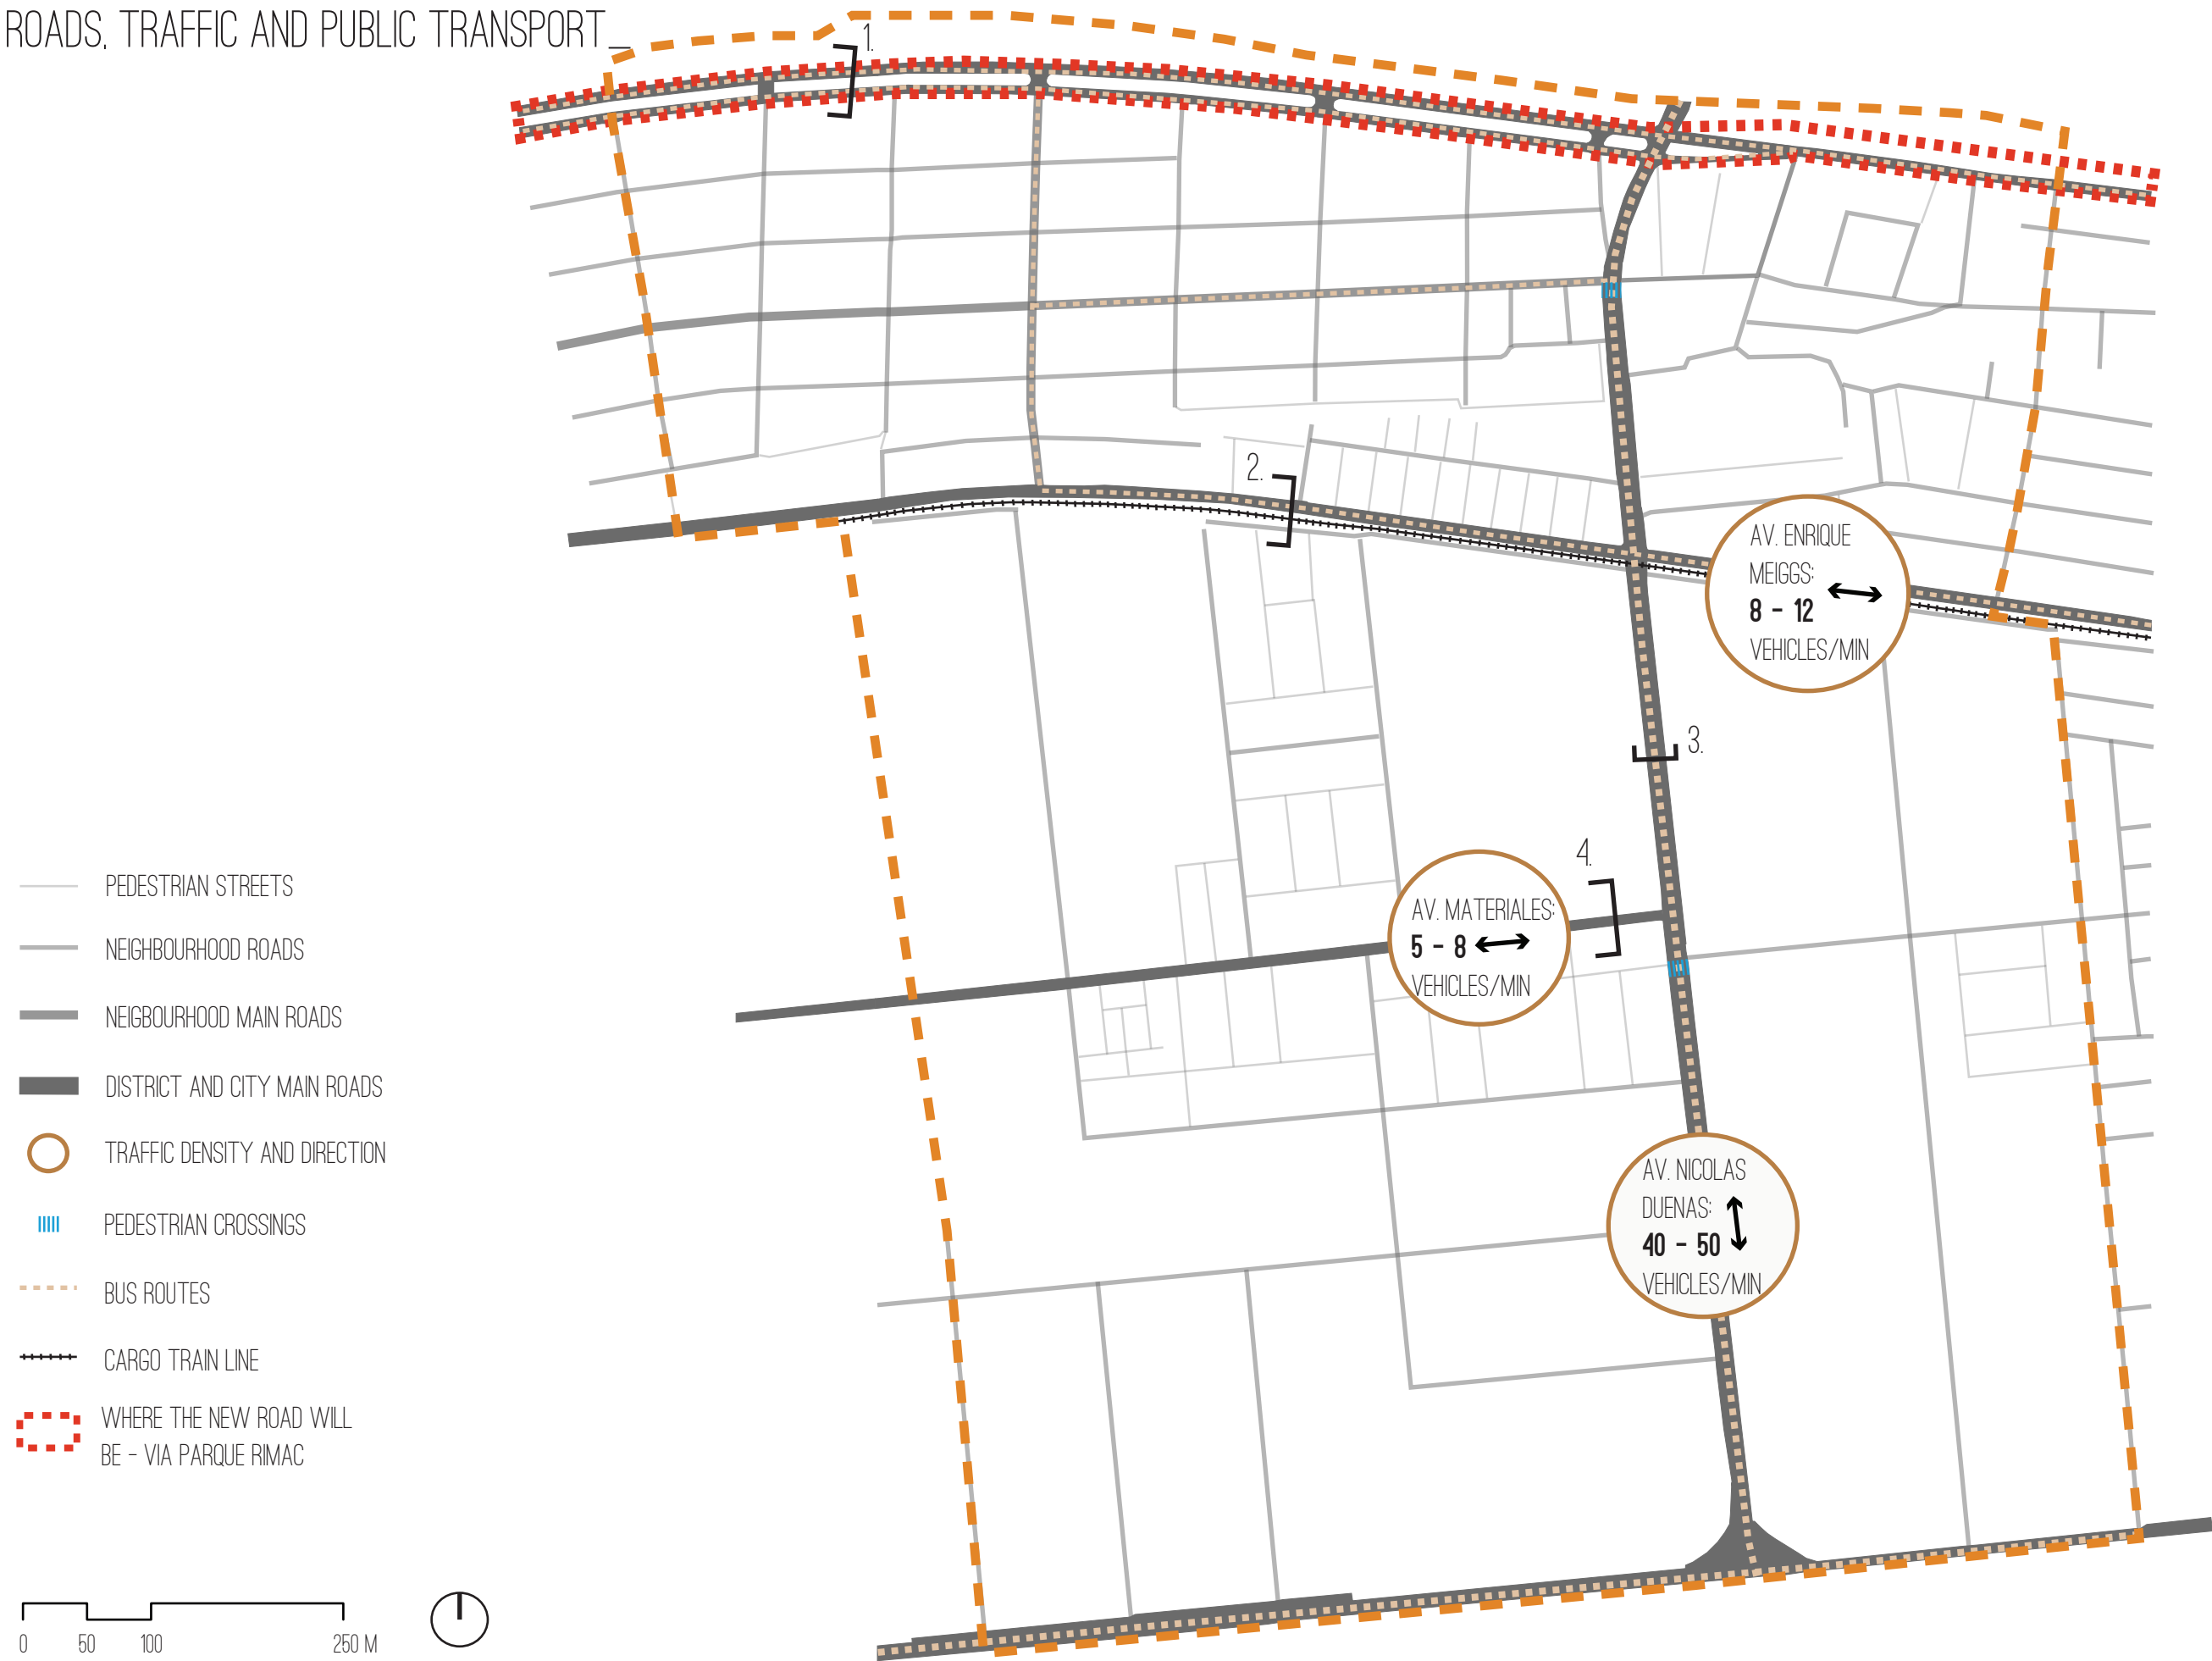 ROADS, TRAFFIC AND PUBLIC TRANSPORT_
1.
2.
AV. ENRIQUE
MEIGGS:
8 - 12
VEHICLES/MIN
3.
4.
AV. MATERIALES:
5 - 8
VEHICLES/MIN
AV. NICOLAS
DUENAS:
40 - 50
VEHICLES/MIN
PEDESTRIAN STREETS
NEIGHBOURHOOD ROADS
NEIGBOURHOOD MAIN ROADS
DISTRICT AND CITY MAIN ROADS
TRAFFIC DENSITY AND DIRECTION
PEDESTRIAN CROSSINGS
BUS ROUTES
CARGO TRAIN LINE
WHERE THE NEW ROAD WILL
BE - VIA PARQUE RIMAC
0 50 100 250 M